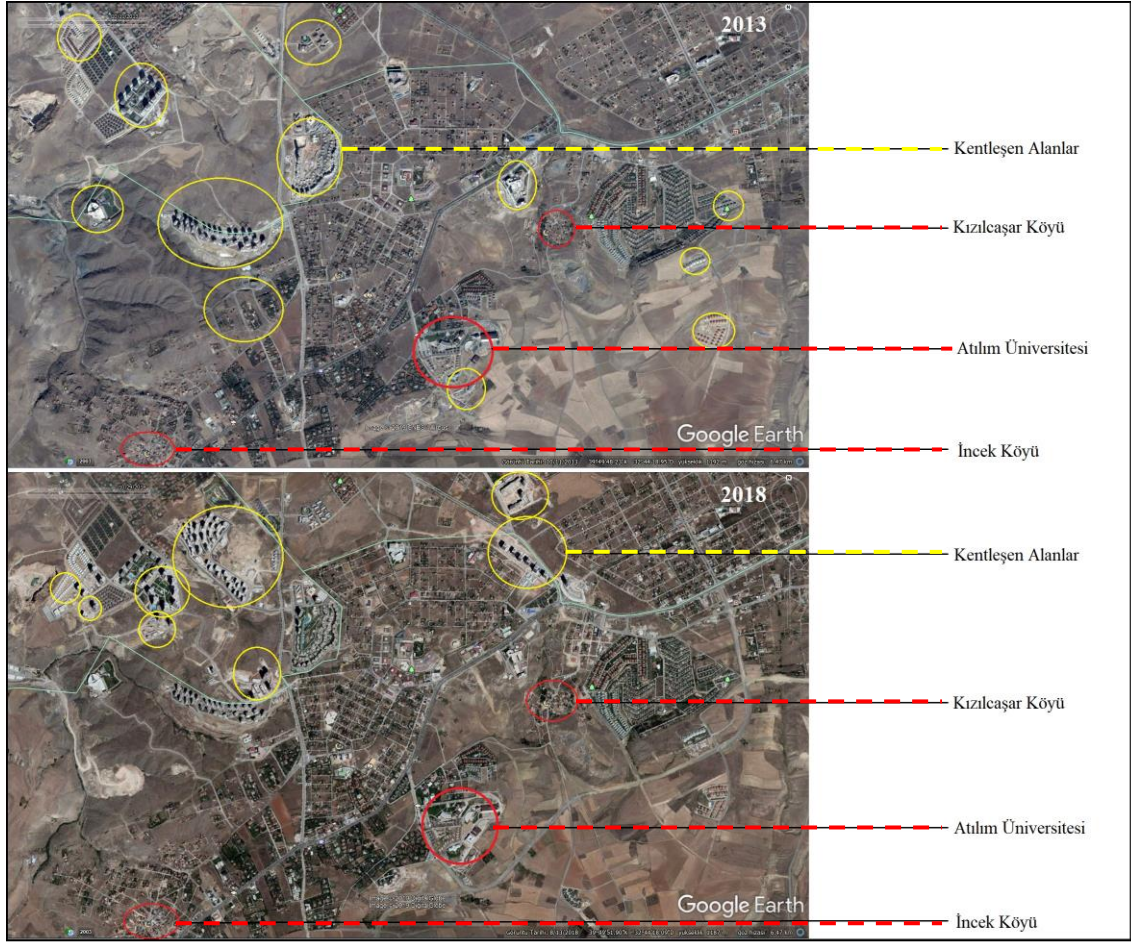 2013
Kentleşen Alanlar
Kızılcaşar Köyü
Atılım Üniversitesi
İncek Köyü
Google Earth
2018
Kentleşen Alanlar
Kızılcaşar Köyü
Atılım Üniversitesi
İncek Köyü
Google Earth